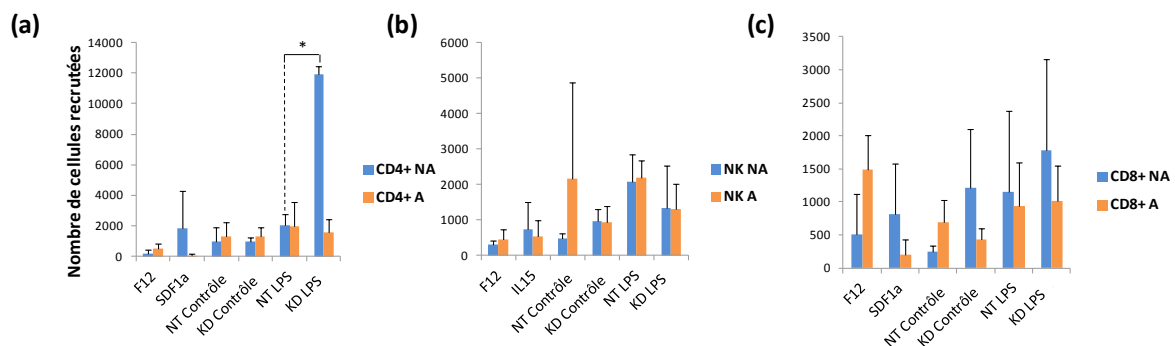 (a)
Nombre de cellules recrutées
14000
12000
10000
8000
6000
4000
2000
0
*
F12
SDF1a
NT Contrôle
KD Contrôle
NT LPS
KD LPS
CD4+ NA
CD4+ A
(b)
6000
5000
4000
3000
2000
1000
0
F12
IL15
NT Contrôle
KD Contrôle
NT LPS
KD LPS
NK NA
NK A
(c)
3500
3000
2500
2000
1500
1000
500
0
F12
SDF1a
NT Contrôle
KD Contrôle
NT LPS
KD LPS
CD8+ NA
CD8+ A